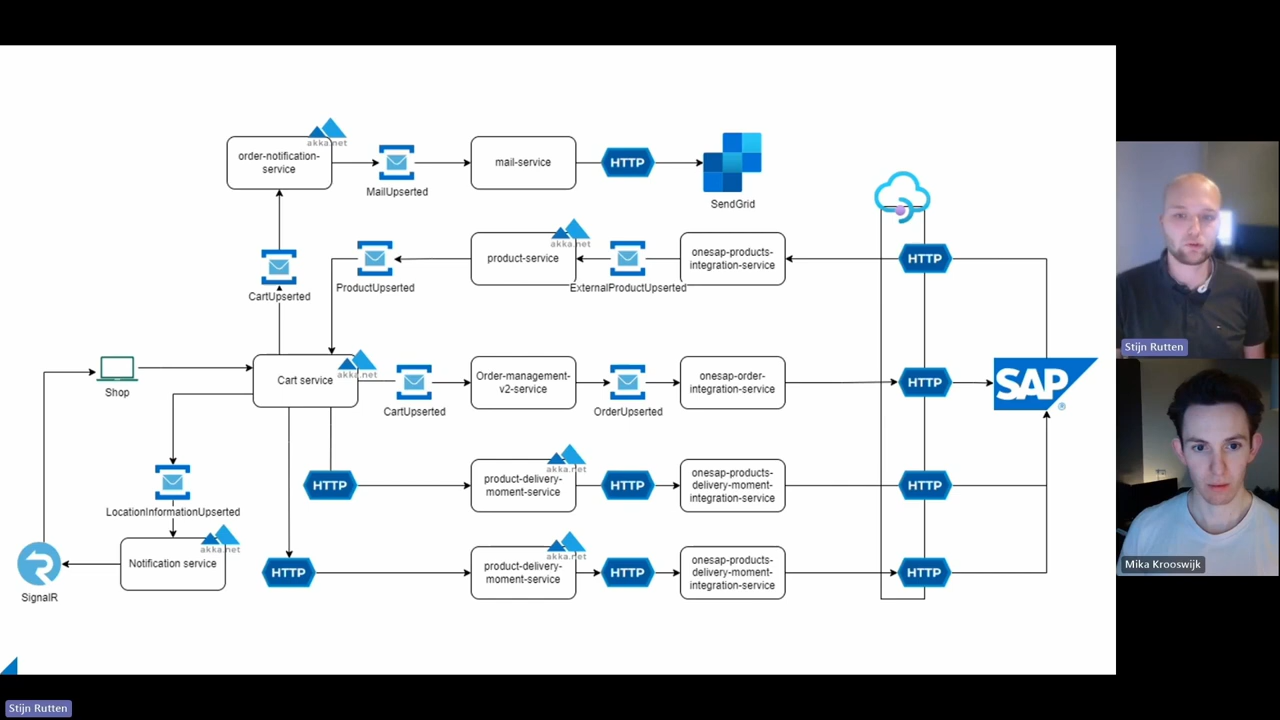 akka.net
order-notification-
service
MailUpserted
mail-service
HTTP
SendGrid
CartUpserted
ProductUpserted
akka.net
product-service
ExternalProductUpserted
onesap-products-
integration-service
HTTP
Shop
Cart service
akka.net
CartUpserted
Order-management-
v2-service
OrderUpserted
onesap-order-
integration-service
HTTP
SAP
®
HTTP
akka.net
product-delivery-
moment-service
HTTP
onesap-products-
delivery-moment-
integration-service
HTTP
LocationInformationUpserted
akka.net
Notification service
SignalR
HTTP
akka.net
product-delivery-
moment-service
HTTP
onesap-products-
delivery-moment-
integration-service
HTTP
Stijn Rutten
Mika Krooswijk
Stijn Rutten